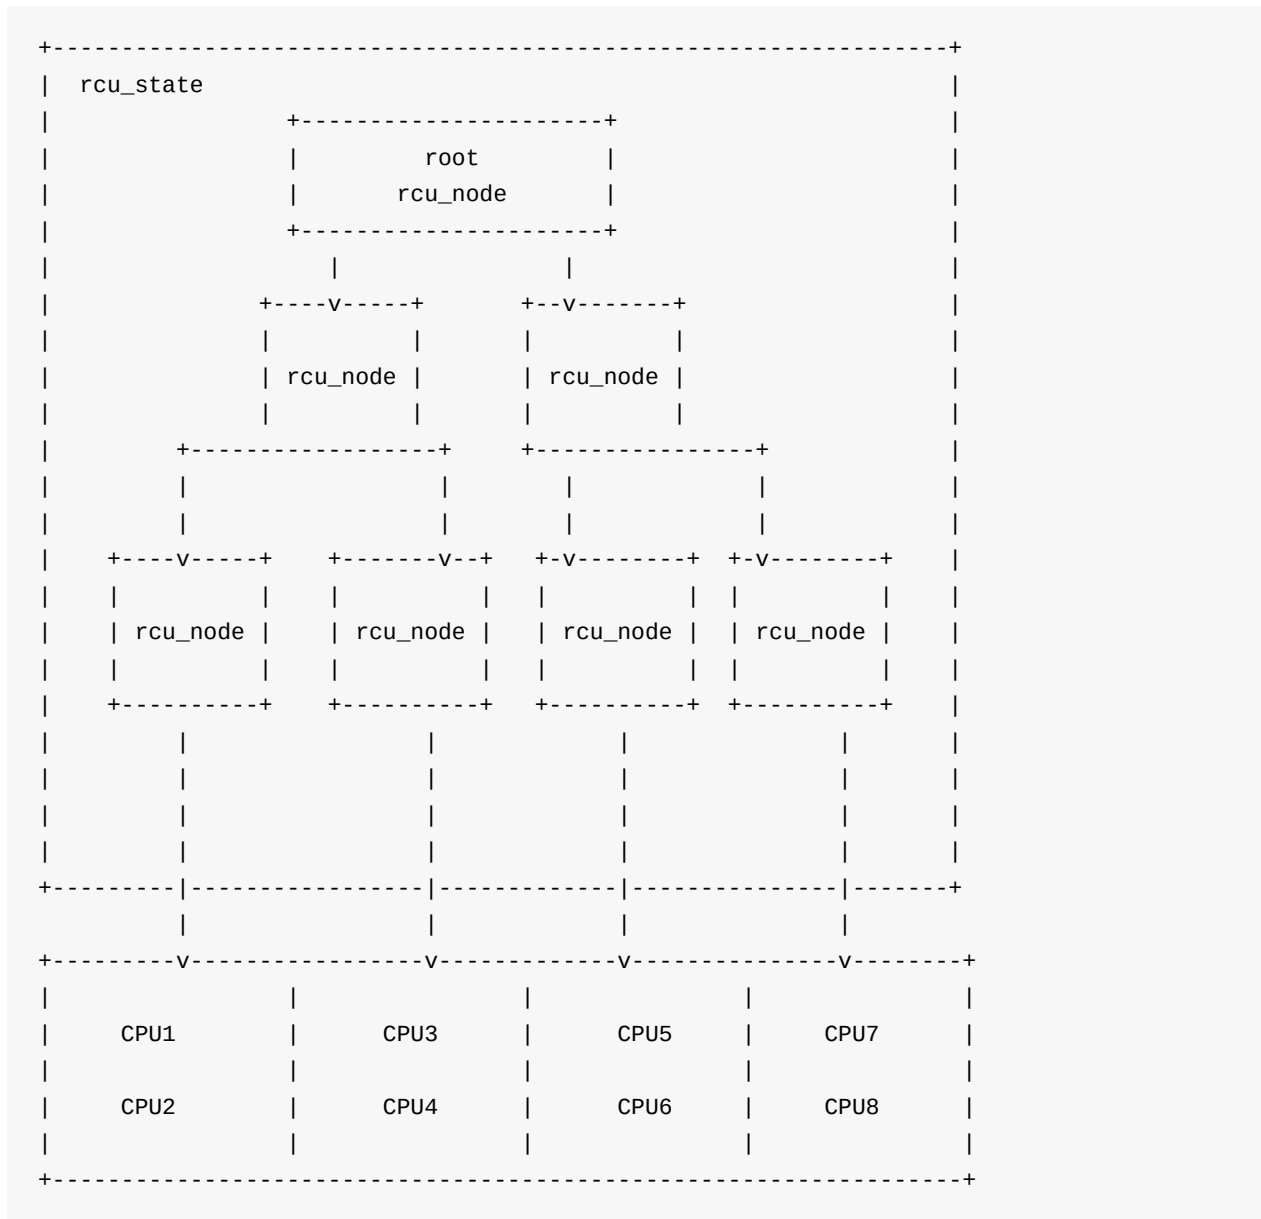 rcu_state
root
rcu_node
rcu_node rcu_node
rcu_node rcu_node rcu_node rcu_node
CPU1 CPU3 CPU5 CPU7
CPU2 CPU4 CPU6 CPU8